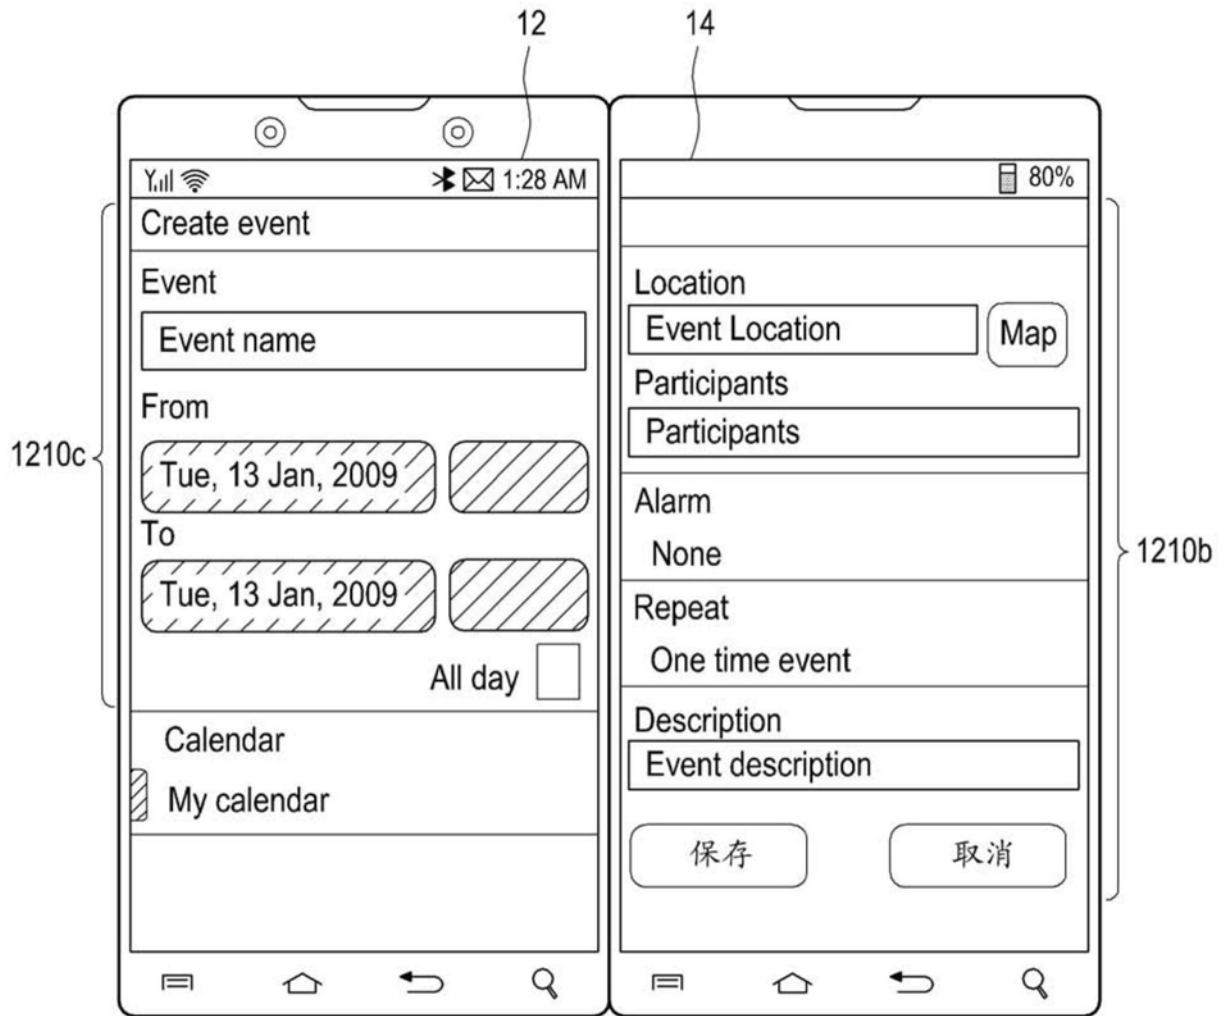 12
14
1:28 AM
80%
Create event
Event
Event name
From
Tue, 13 Jan, 2009
To
Tue, 13 Jan, 2009
All day
Calendar
My calendar
1210c
Location
Event Location
Map
Participants
Participants
Alarm
None
Repeat
One time event
Description
Event description
保存
取消
1210b